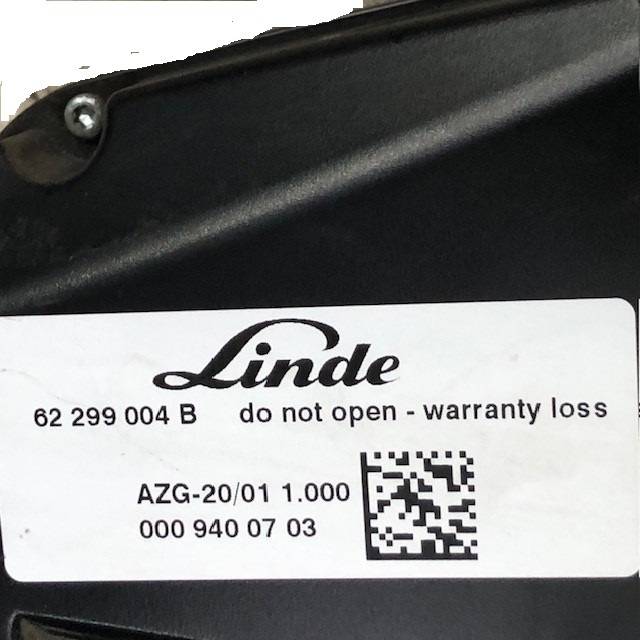 Linde
62 299 004 B do not open - warranty loss
AZG-20/01 1.000
000 940 07 03